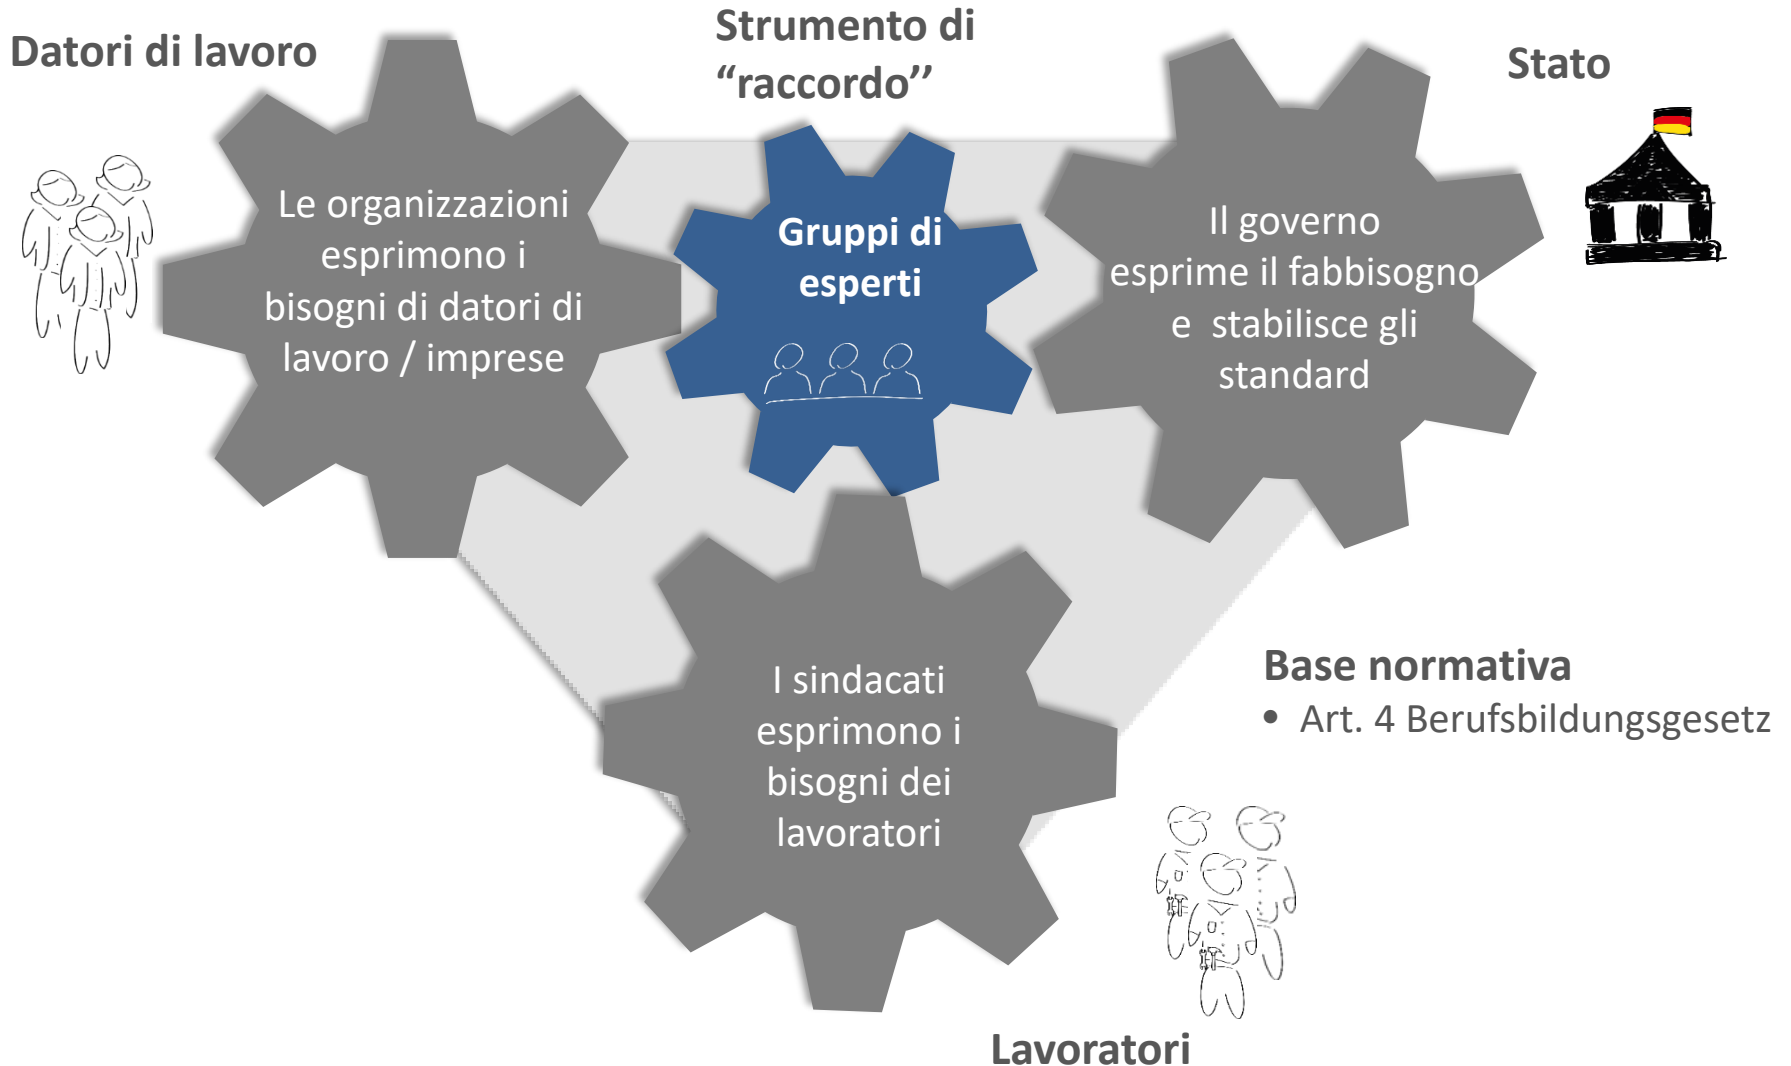 Datori di lavoro
Strumento di
“raccordo’’
Stato
Le organizzazioni
esprimono i
bisogni di datori di
lavoro / imprese
Gruppi di
esperti
Il governo
esprime il fabbisogno
e  stabilisce gli
standard
I sindacati
esprimono i
bisogni dei
lavoratori
Base normativa
• Art. 4 Berufsbildungsgesetz
Lavoratori